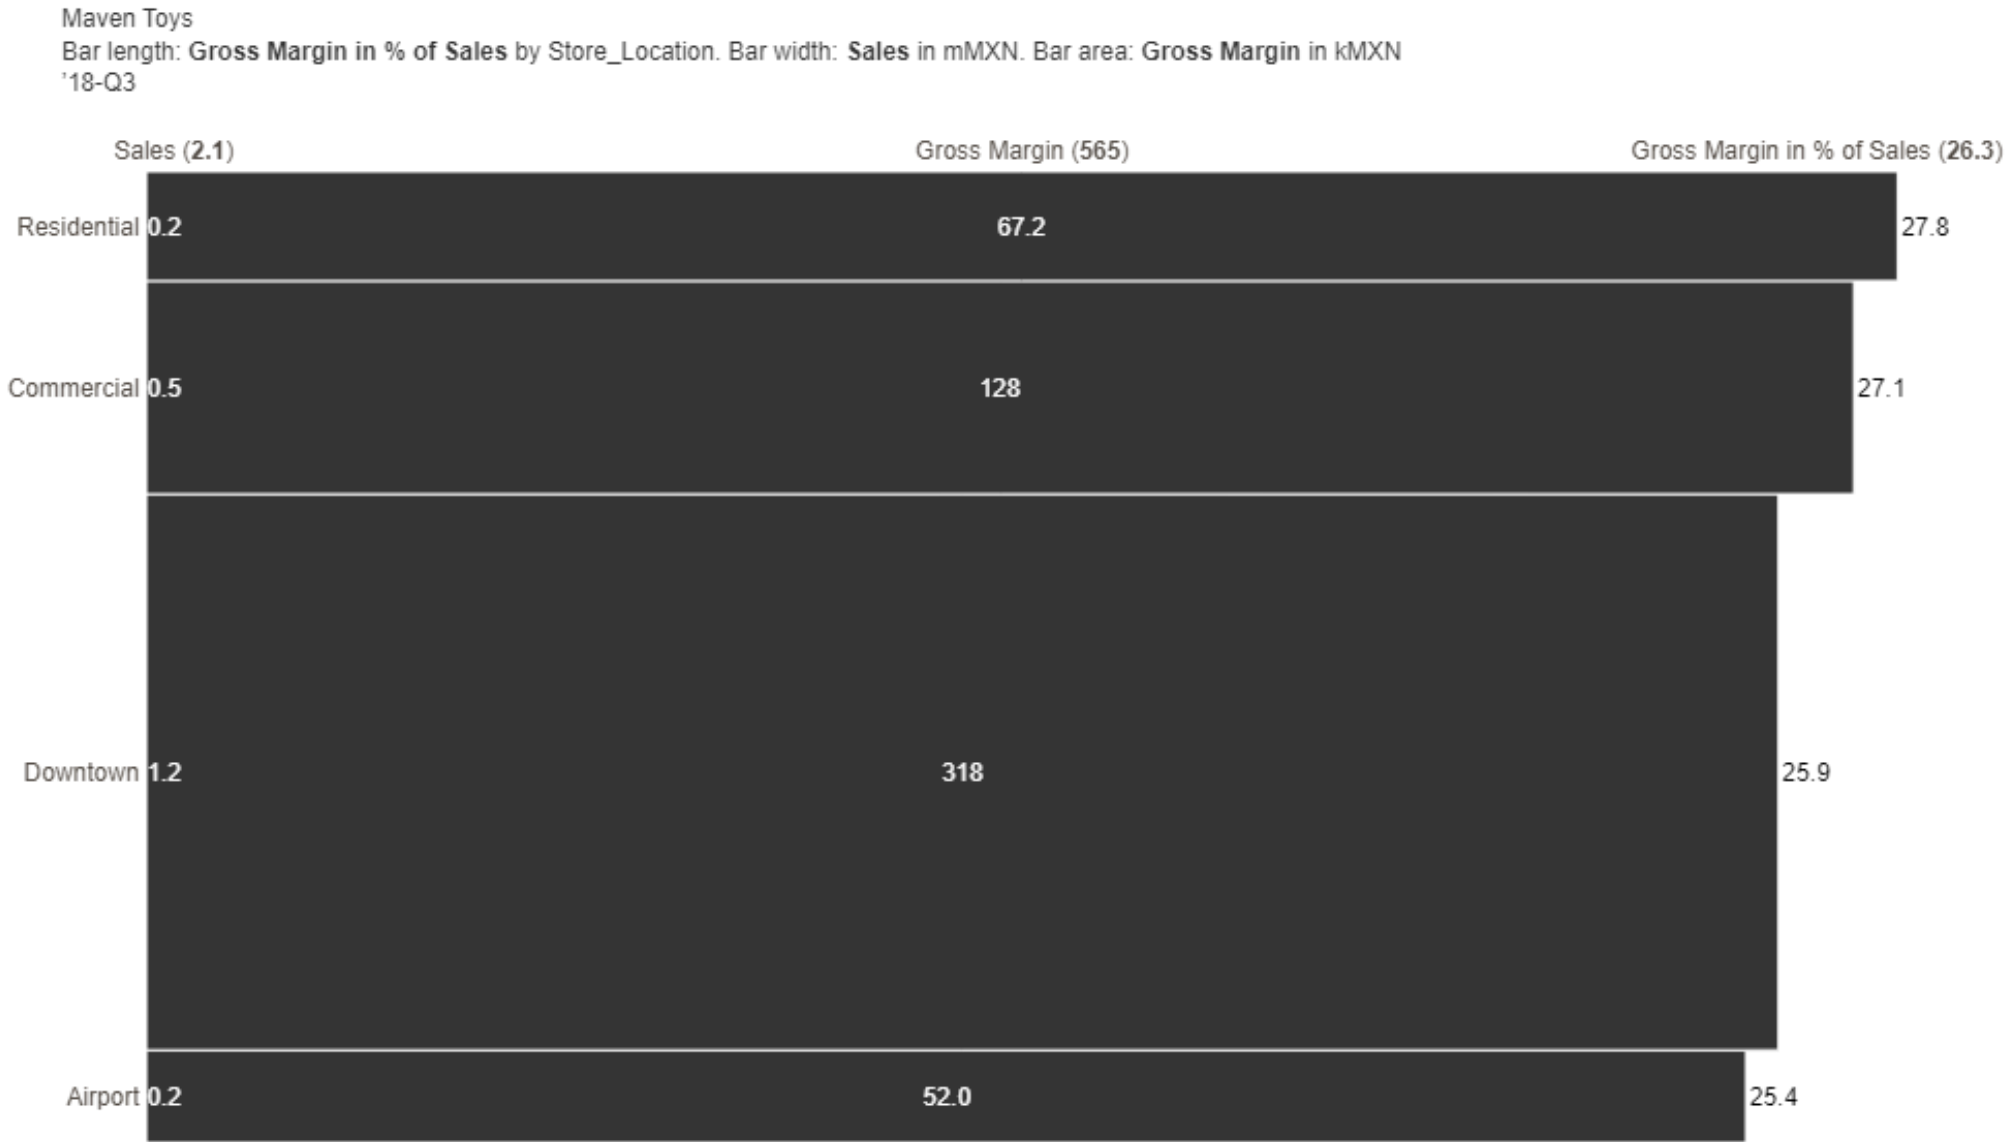 Maven Toys
Bar length: Gross Margin in % of Sales by Store_Location. Bar width: Sales in mMXN. Bar area: Gross Margin in kMXN
’18-Q3
Sales (2.1) Gross Margin (565) Gross Margin in % of Sales (26.3)
Residential 0.2 67.2 27.8
Commercial 0.5 128 27.1
Downtown 1.2 318 25.9
Airport 0.2 52.0 25.4